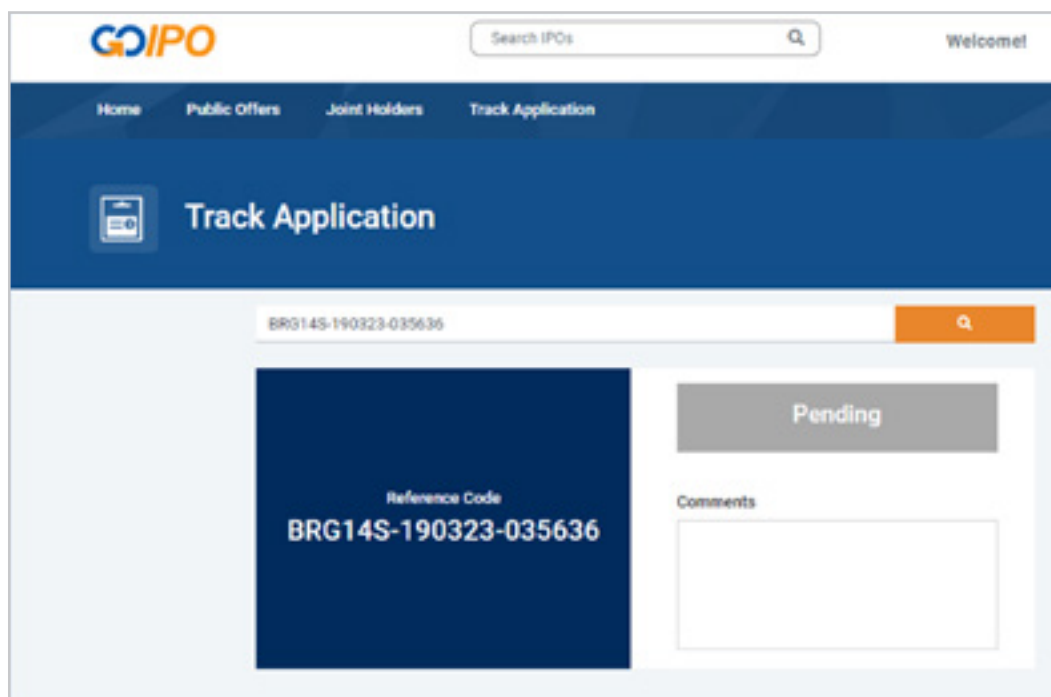 GOIPO
Search IPOs
Welcome!
Home Public Offers Joint Holders Track Application
Track Application
BRG14S-190323-035636
Pending
Reference Code
BRG14S-190323-035636
Comments